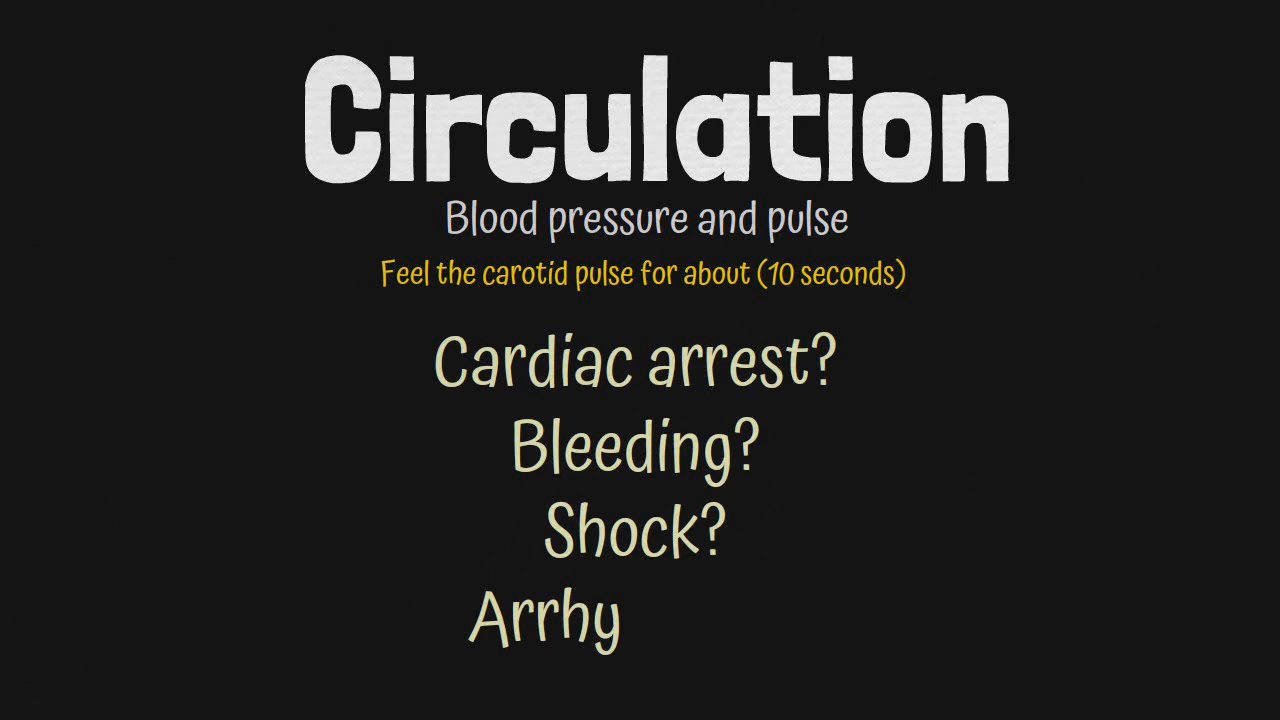 Circulation
Blood pressure and pulse
Feel the carotid pulse for about (10 seconds)
Cardiac arrest?
Bleeding?
Shock?
Arrhy